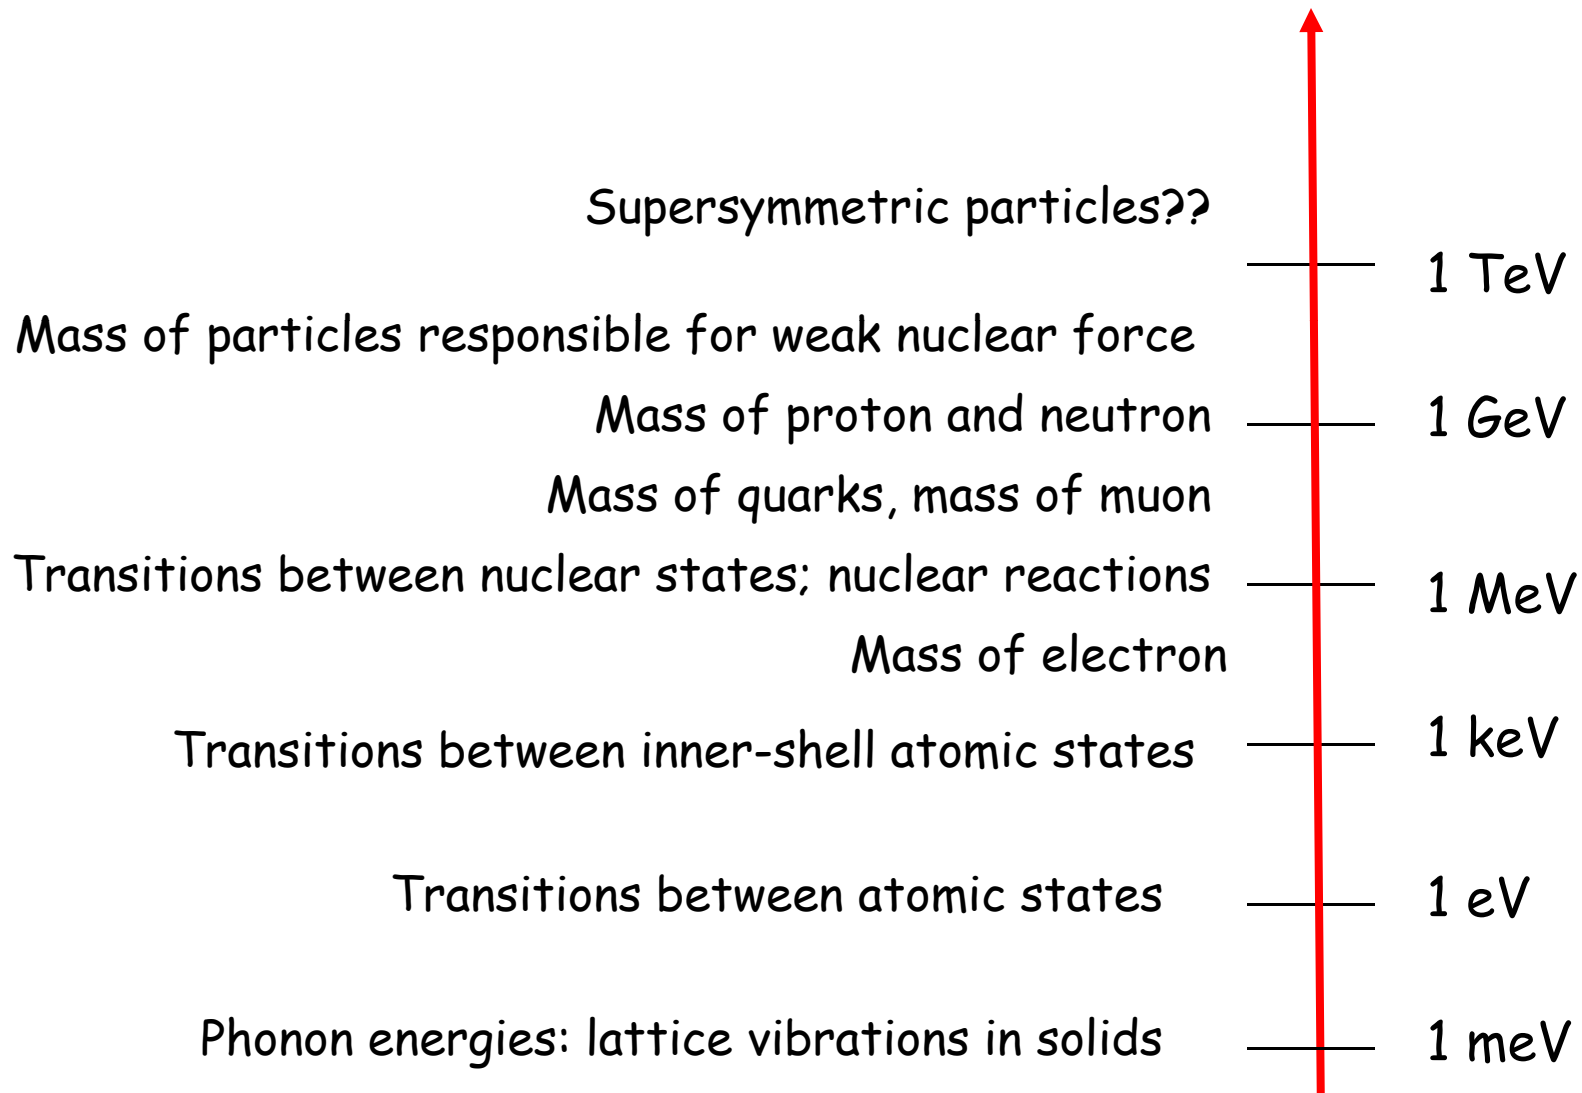 Supersymmetric particles??
1 TeV
Mass of particles responsible for weak nuclear force
Mass of proton and neutron
1 GeV
Mass of quarks, mass of muon
Transitions between nuclear states; nuclear reactions
1 MeV
Mass of electron
Transitions between inner-shell atomic states
1 keV
Transitions between atomic states
1 eV
Phonon energies: lattice vibrations in solids
1 meV